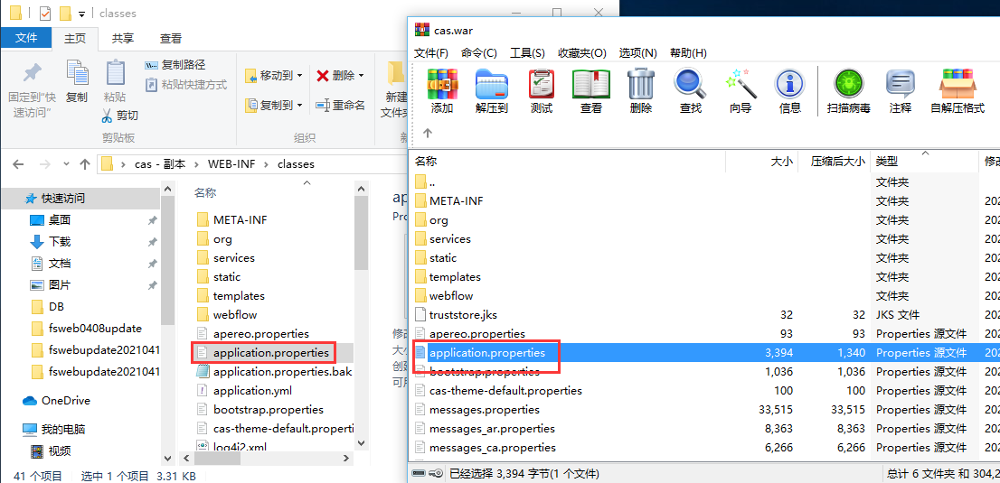 classes
文件 主页 共享 查看
固定到"快速访问"
复制
粘贴
复制路径
粘贴快捷方式
剪切
剪贴板
移动到
复制到
删除
重命名
组织
新建
文件夹
cas - 副本 > WEB-INF > classes
快速访问
桌面
下载
文档
图片
DB
fsweb0408update
fswebupdate2021041
fswebupdate2021041
OneDrive
我的电脑
视频
名称
META-INF
org
services
static
templates
webflow
apereo.properties
application.properties
application.properties.bak
application.yml
bootstrap.properties
cas-theme-default.properti
log4j2.xml
41 个项目 选中 1 个项目 3.31 KB
cas.war
文件(F) 命令(C) 工具(S) 收藏夹(O) 选项(N) 帮助(H)
添加 解压到 测试 查看 删除 查找 向导 信息 扫描病毒 注释 自解压格式
名称 大小 压缩后大小 类型 修改
.. 文件夹
META-INF 文件夹 202
org 文件夹 202
services 文件夹 202
static 文件夹 202
templates 文件夹 202
webflow 文件夹 202
truststore.jks 32 32 JKS 文件 202
apereo.properties 93 93 Properties 源文件 202
application.properties 3,394 1,340 Properties 源文件 202
bootstrap.properties 1,036 1,036 Properties 源文件 202
cas-theme-default.properties 100 100 Properties 源文件 202
messages.properties 33,515 33,515 Properties 源文件 202
messages_ar.properties 8,363 8,363 Properties 源文件 202
messages_ca.properties 6,266 6,266 Properties 源文件 202
已经选择 3,394 字节(1 个文件)
总计 6 文件夹 和 304,2